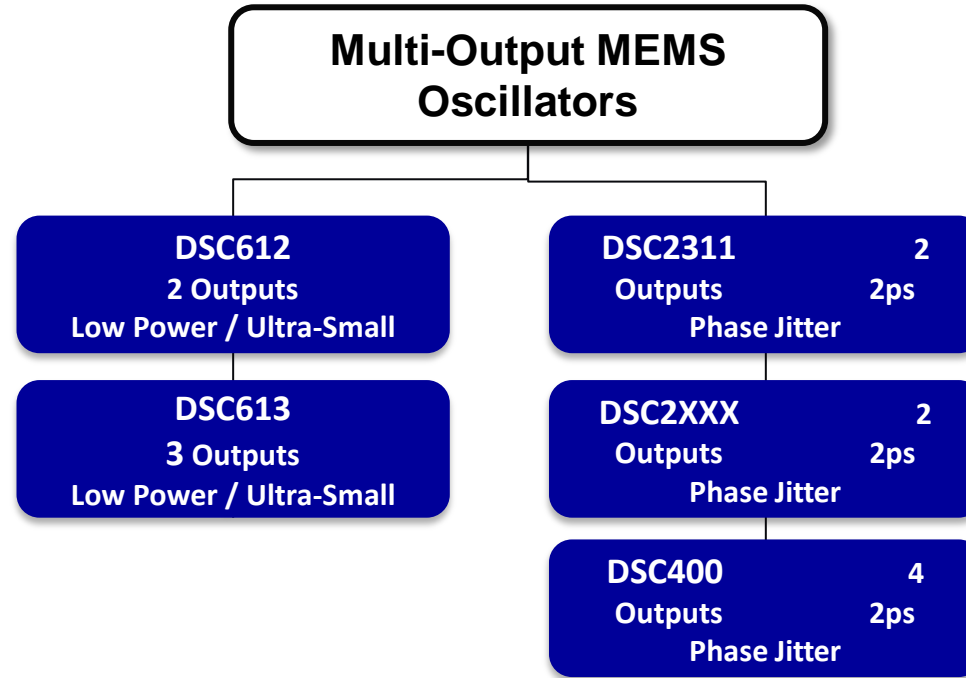 Multi-Output MEMS
Oscillators
DSC612
2 Outputs
Low Power / Ultra-Small
DSC613
3 Outputs
Low Power / Ultra-Small
DSC2311 2
Outputs 2ps
Phase Jitter
DSC2XXX 2
Outputs 2ps
Phase Jitter
DSC400 4
Outputs 2ps
Phase Jitter